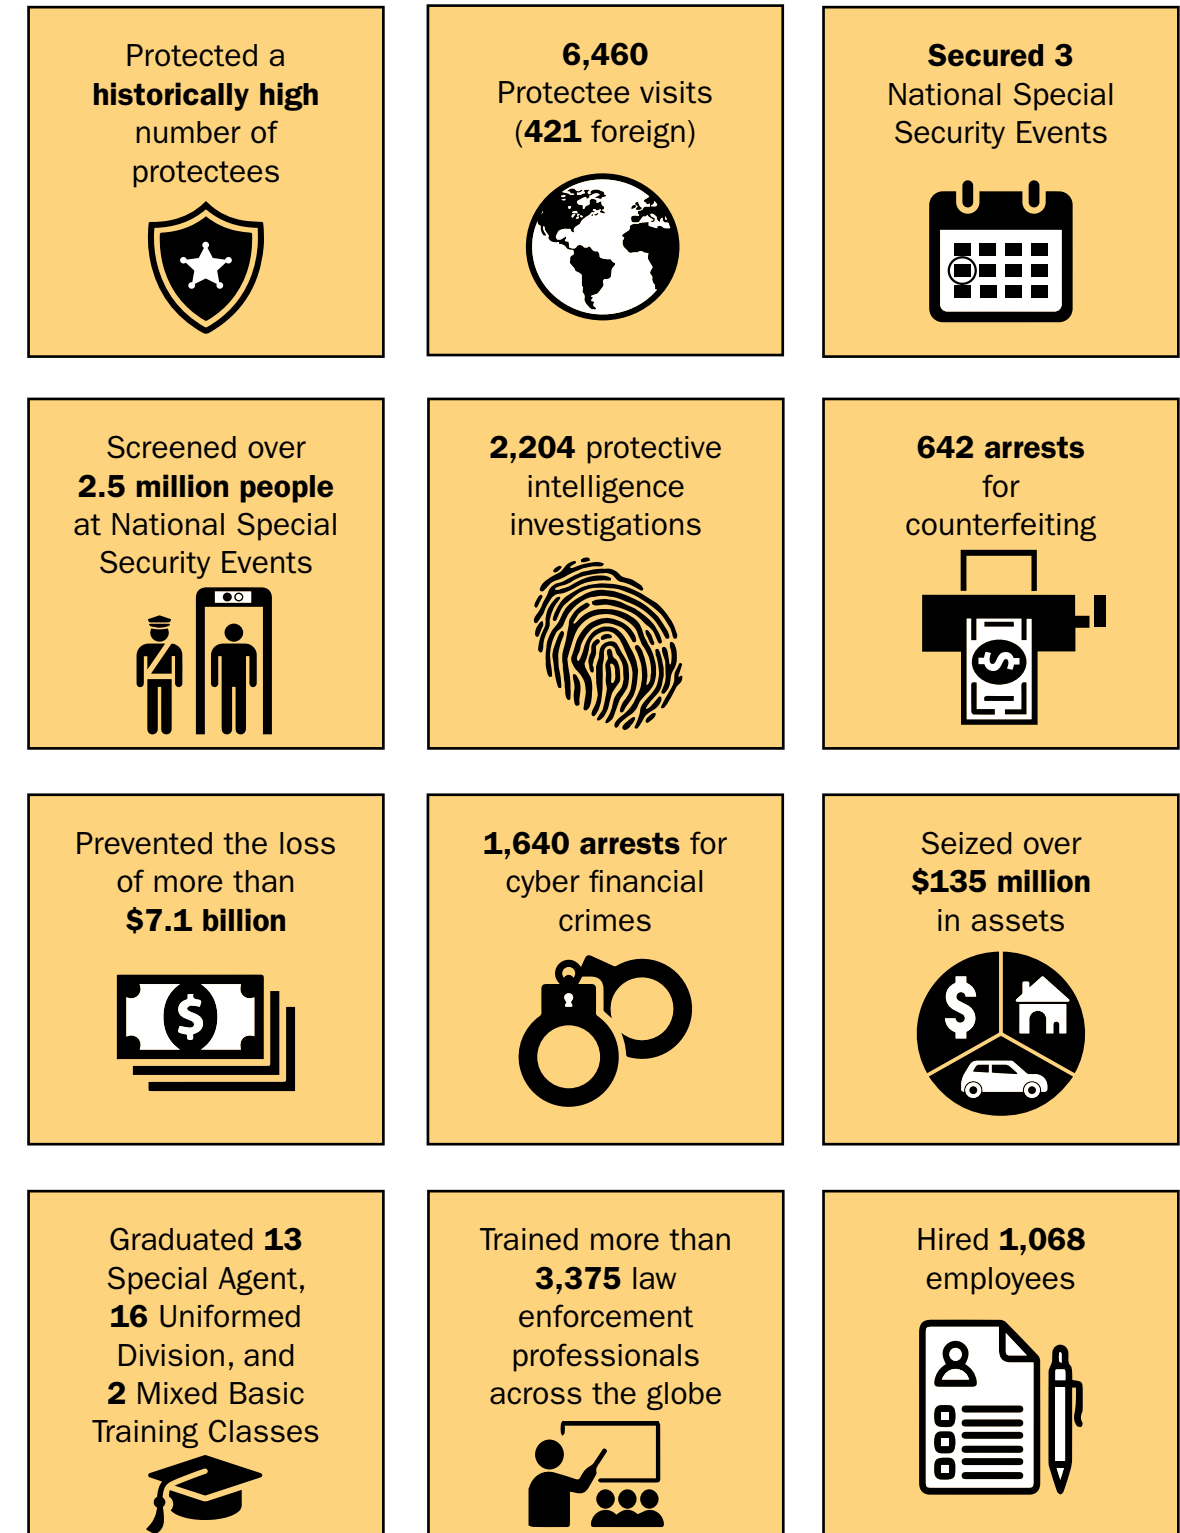 Protected a
historically high
number of
protectees
6,460
Protectee visits
(421 foreign)
Secured 3
National Special
Security Events
Screened over
2.5 million people
at National Special
Security Events
2,204 protective
intelligence
investigations
642 arrests
for
counterfeiting
$
Prevented the loss
of more than
$7.1 billion
$
1,640 arrests for
cyber financial
crimes
Seized over
$135 million
in assets
$
Graduated 13
Special Agent,
16 Uniformed
Division, and
2 Mixed Basic
Training Classes
Trained more than
3,375 law
enforcement
professionals
across the globe
Hired 1,068
employees